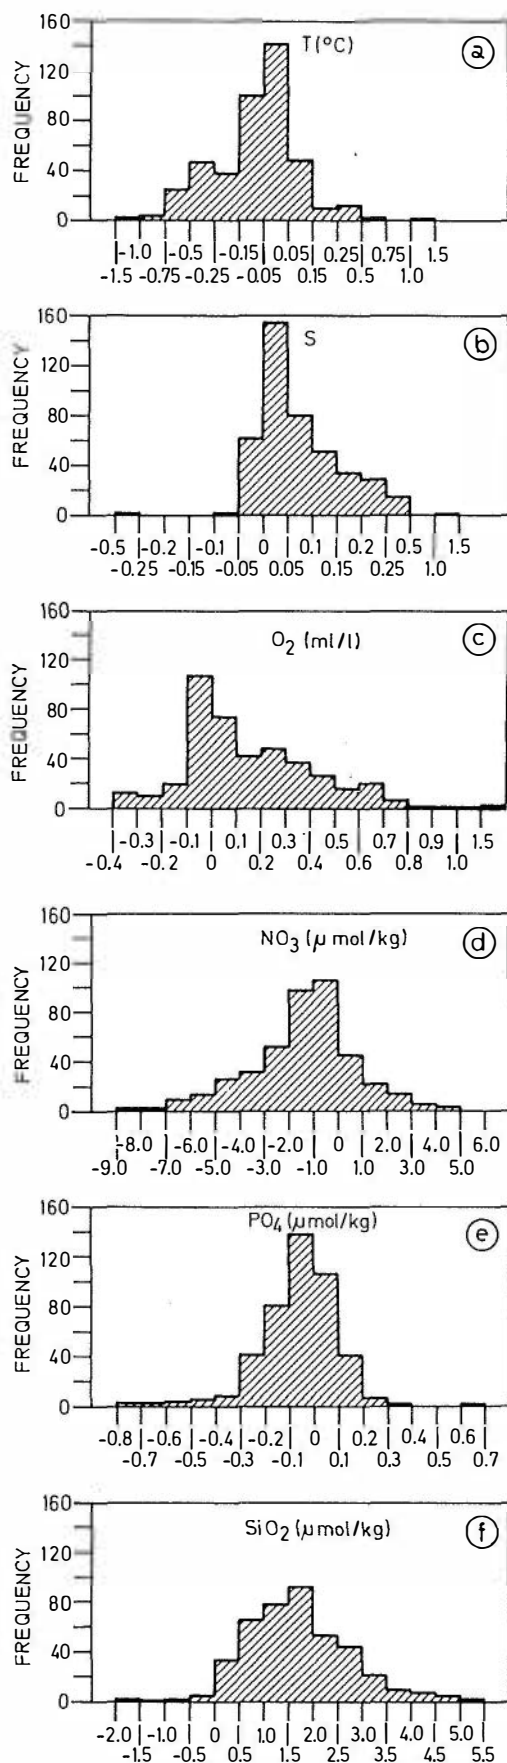 160
T(°C)
ⓐ
120
80
40
0
FREQUENCY
-1.0 -0.5 -0.15 0.05 0.25 0.75 1.5
-1.5 -0.75 -0.25 -0.05 0.15 0.5 1.0
160
S
ⓑ
120
80
40
0
FREQUENCY
-0.5 -0.2 -0.1 0 0.1 0.2 0.5 1.5
-0.25 -0.15 -0.05 0.05 0.15 0.25 1.0
160
O₂ (ml/l)
ⓒ
120
80
40
0
FREQUENCY
-0.3 -0.1 0.1 0.3 0.5 0.7 0.9 1.5
-0.4 -0.2 0 0.2 0.4 0.6 0.8 1.0
160
NO₃ (μ mol/kg)
ⓓ
120
80
40
0
FREQUENCY
-8.0 -6.0 -4.0 -2.0 0 2.0 4.0 6.0
-9.0 -7.0 -5.0 -3.0 -1.0 1.0 3.0 5.0
160
PO₄ (μmol/kg)
ⓔ
120
80
40
0
FREQUENCY
-0.8 -0.6 -0.4 -0.2 0 0.2 0.4 0.6
-0.7 -0.5 -0.3 -0.1 0.1 0.3 0.5 0.7
160
SiO₂ (μmol/kg)
ⓕ
120
80
40
0
FREQUENCY
-2.0 -1.0 0 1.0 2.0 3.0 4.0 5.0
-1.5 -0.5 0.5 1.5 2.5 3.5 4.5 5.5